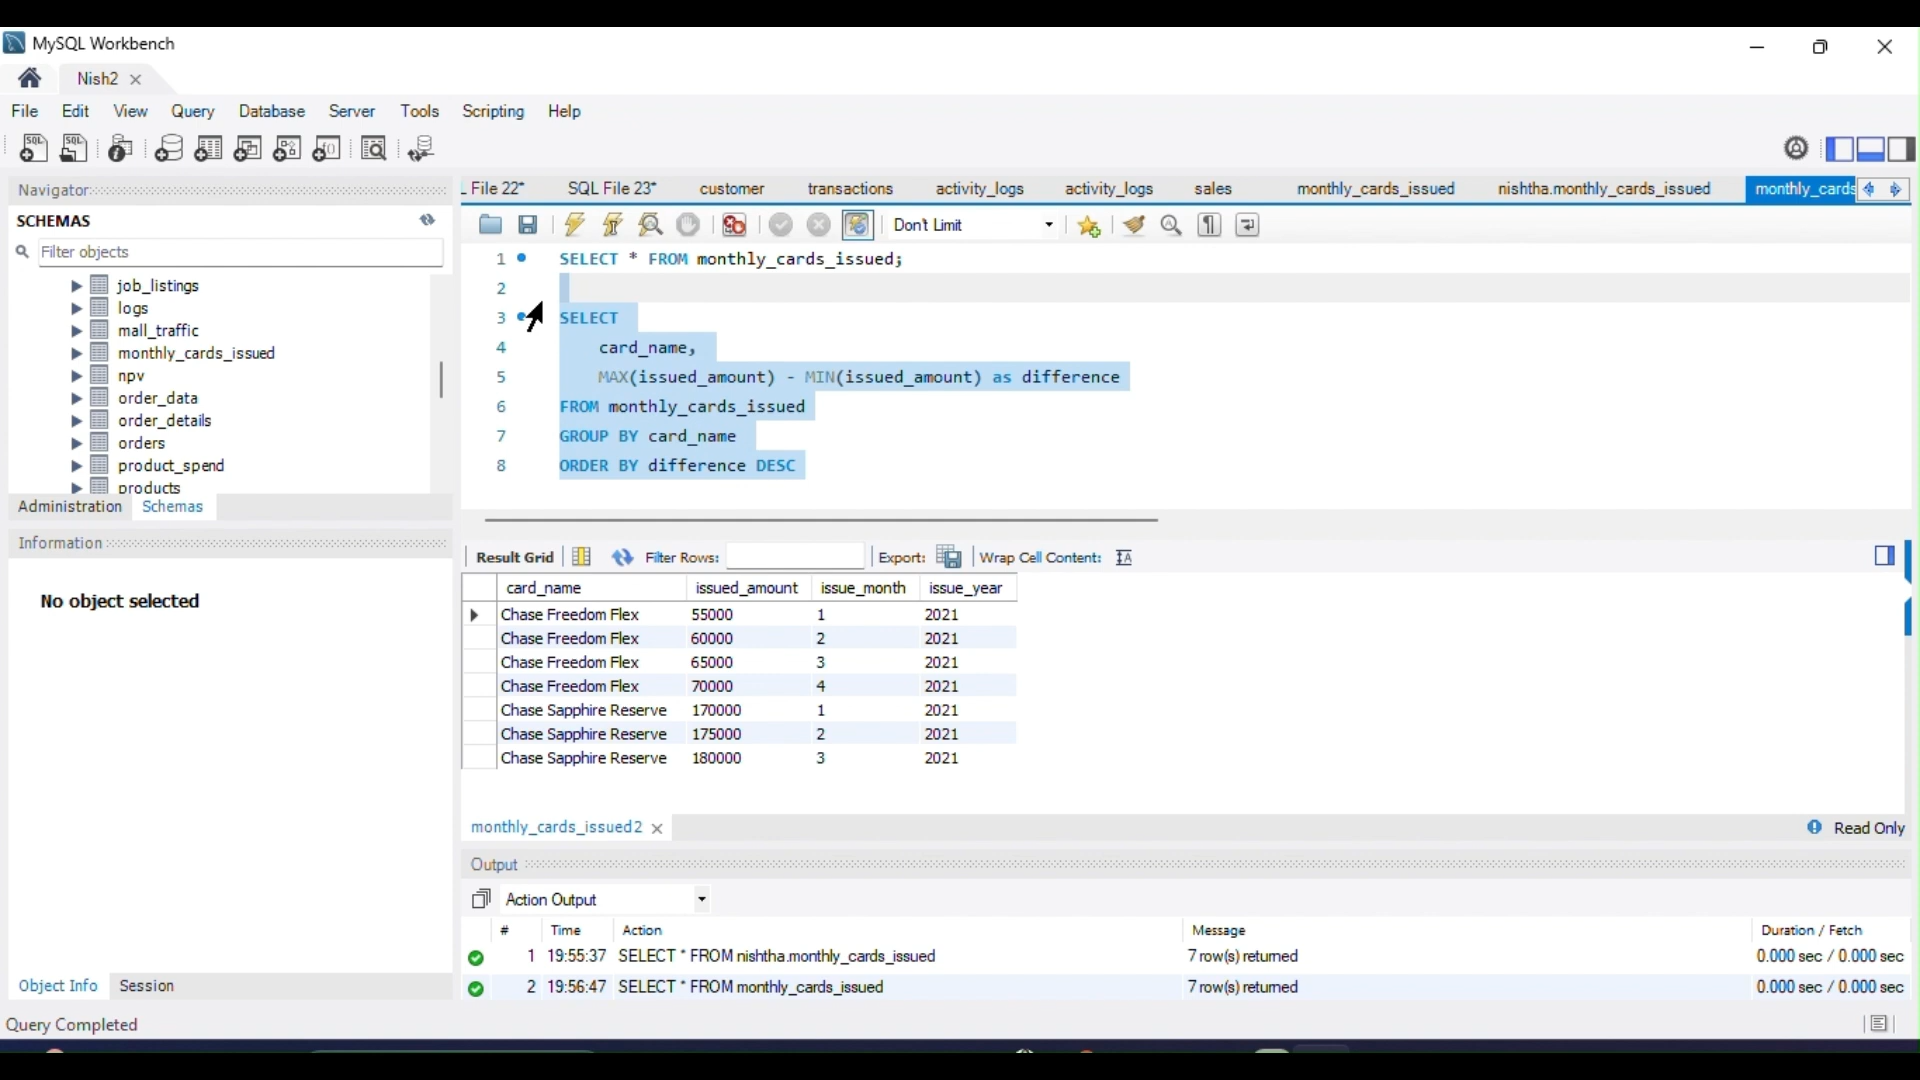 MySQL Workbench
Nish2
File Edit View Query Database Server Tools Scripting Help
Navigator
SCHEMAS
Filter objects
job_listings
logs
mall_traffic
monthly_cards_issued
npv
order_data
order_details
orders
product_spend
products
Administration Schemas
Information
No object selected
Object Info Session
Query Completed
File 22* SQL File 23* customer transactions activity_logs activity_logs sales monthly_cards_issued nishtha.monthly_cards_issued monthly_cards
Don't Limit
1 SELECT * FROM monthly_cards_issued;
2
3 SELECT
4 card_name,
5 MAX(issued_amount) - MIN(issued_amount) as difference
6 FROM monthly_cards_issued
7 GROUP BY card_name
8 ORDER BY difference DESC
Result Grid Filter Rows: Export: Wrap Cell Content:
card_name issued_amount issue_month issue_year
Chase Freedom Flex 55000 1 2021
Chase Freedom Flex 60000 2 2021
Chase Freedom Flex 65000 3 2021
Chase Freedom Flex 70000 4 2021
Chase Sapphire Reserve 170000 1 2021
Chase Sapphire Reserve 175000 2 2021
Chase Sapphire Reserve 180000 3 2021
monthly_cards_issued2 Read Only
Output
Action Output
# Time Action Message Duration / Fetch
1 19:55:37 SELECT * FROM nishtha.monthly_cards_issued 7 row(s) returned 0.000 sec / 0.000 sec
2 19:56:47 SELECT * FROM monthly_cards_issued 7 row(s) returned 0.000 sec / 0.000 sec